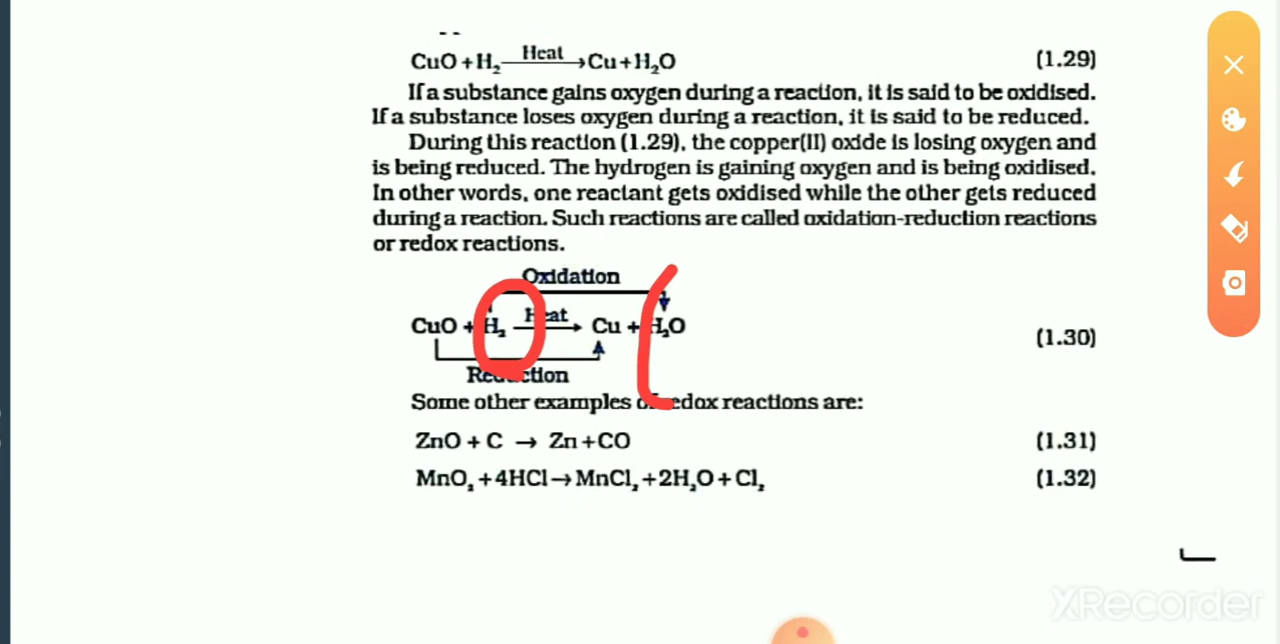 CuO + H₂ Heat → Cu + H₂O (1.29)
If a substance gains oxygen during a reaction, it is said to be oxidised.
If a substance loses oxygen during a reaction, it is said to be reduced.
During this reaction (1.29), the copper(II) oxide is losing oxygen and
is being reduced. The hydrogen is gaining oxygen and is being oxidised.
In other words, one reactant gets oxidised while the other gets reduced
during a reaction. Such reactions are called oxidation-reduction reactions
or redox reactions.
Oxidation
CuO + H₂ Heat → Cu + H₂O (1.30)
Reduction
Some other examples of redox reactions are:
ZnO + C → Zn + CO (1.31)
MnO₂ + 4HCl → MnCl₂ + 2H₂O + Cl₂ (1.32)
XRecorder